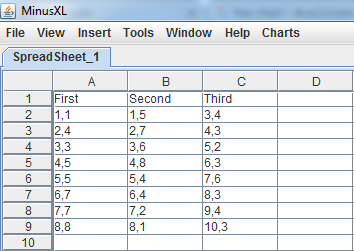 MinusXL
File View Insert Tools Window Help Charts
SpreadSheet_1
A B C D
1 First Second Third
2 1,1 1,5 3,4
3 2,4 2,7 4,3
4 3,3 3,6 5,2
5 4,5 4,8 6,3
6 5,5 5,4 7,6
7 6,7 6,4 8,3
8 7,7 7,2 9,4
9 8,8 8,1 10,3
10